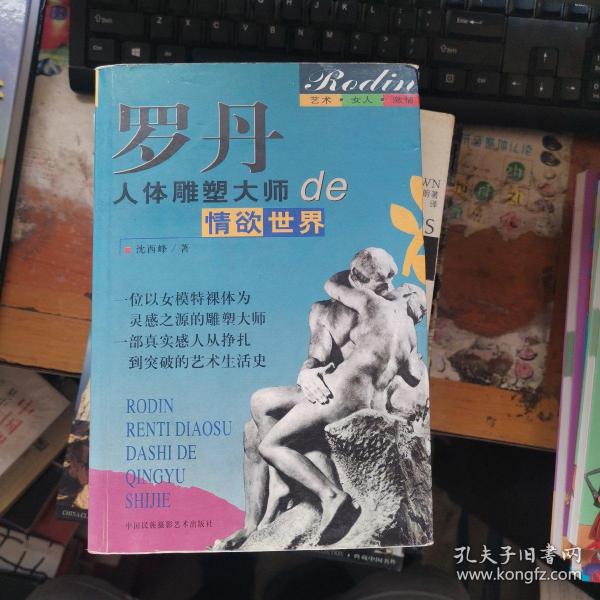 Rodin
艺术·女人·激情
罗丹
人体雕塑大师de
情欲世界
沈西峰/著
一位以女模特裸体为
灵感之源的雕塑大师
一部真实感人从挣扎
到突破的艺术生活史
RODIN
RENTI DIAOSU
DASHI DE
QINGYU
SHIJIE
中国民族摄影艺术出版社
WN
著
译
S
孔夫子旧书网
www.kongfz.com